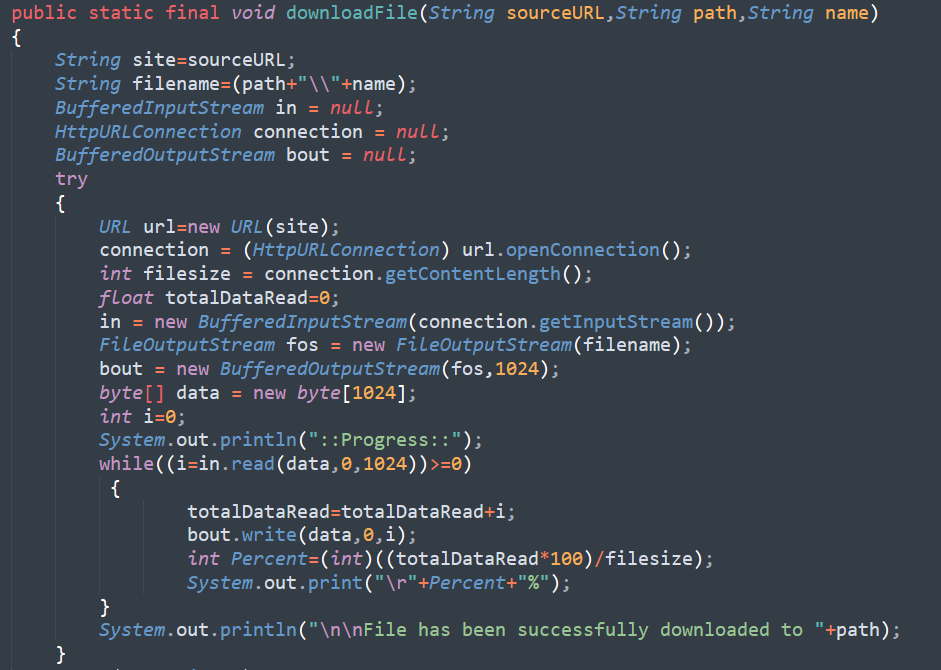 public static final void downloadFile(String sourceURL,String path,String name)
{
String site=sourceURL;
String filename=(path+"\\"+name);
BufferedInputStream in = null;
HttpURLConnection connection = null;
BufferedOutputStream bout = null;
try
{
URL url=new URL(site);
connection = (HttpURLConnection) url.openConnection();
int filesize = connection.getContentLength();
float totalDataRead=0;
in = new BufferedInputStream(connection.getInputStream());
FileOutputStream fos = new FileOutputStream(filename);
bout = new BufferedOutputStream(fos,1024);
byte[] data = new byte[1024];
int i=0;
System.out.println("::Progress::");
while((i=in.read(data,0,1024))>=0)
{
totalDataRead=totalDataRead+i;
bout.write(data,0,i);
int Percent=(int)((totalDataRead*100)/filesize);
System.out.print("\r"+Percent+"%");
}
System.out.println("\n\nFile has been successfully downloaded to "+path);
}